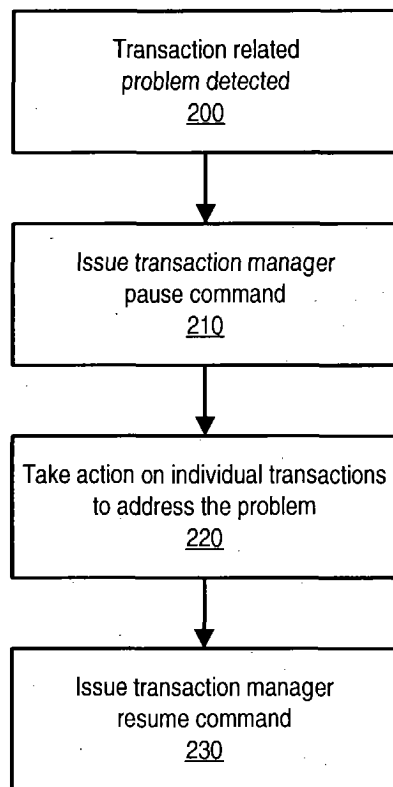 Transaction related
problem detected
200
Issue transaction manager
pause command
210
Take action on individual transactions
to address the problem
220
Issue transaction manager
resume command
230